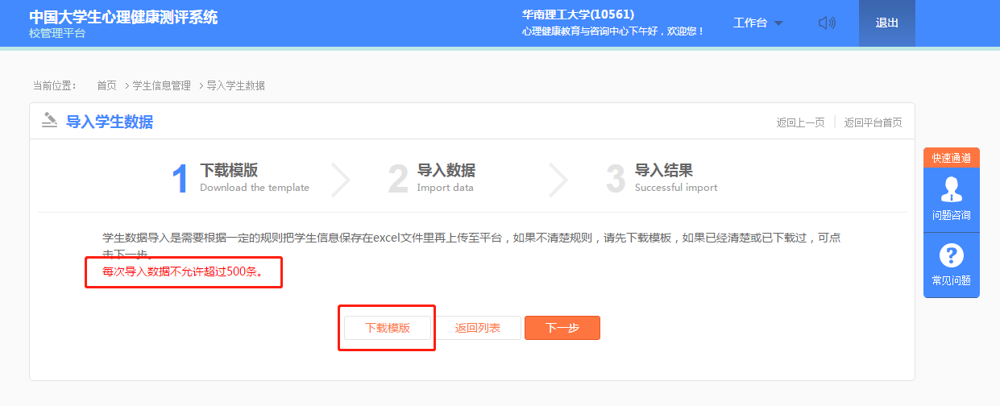 中国大学生心理健康测评系统
校管理平台
华南理工大学(10561)
心理健康教育与咨询中心下午好，欢迎您！
工作台
退出
当前位置： 首页 > 学生信息管理 > 导入学生数据
导入学生数据
返回上一页 返回平台首页
1 下载模版
Download the template
2 导入数据
Import data
3 导入结果
Successful import
学生数据导入是需要根据一定的规则把学生信息保存在excel文件里再上传至平台，如果不清楚规则，请先下载模板，如果已经清楚或已下载过，可点
击下一步。
每次导入数据不允许超过500条。
下载模版 返回列表 下一步
快速通道
问题咨询
?
常见问题